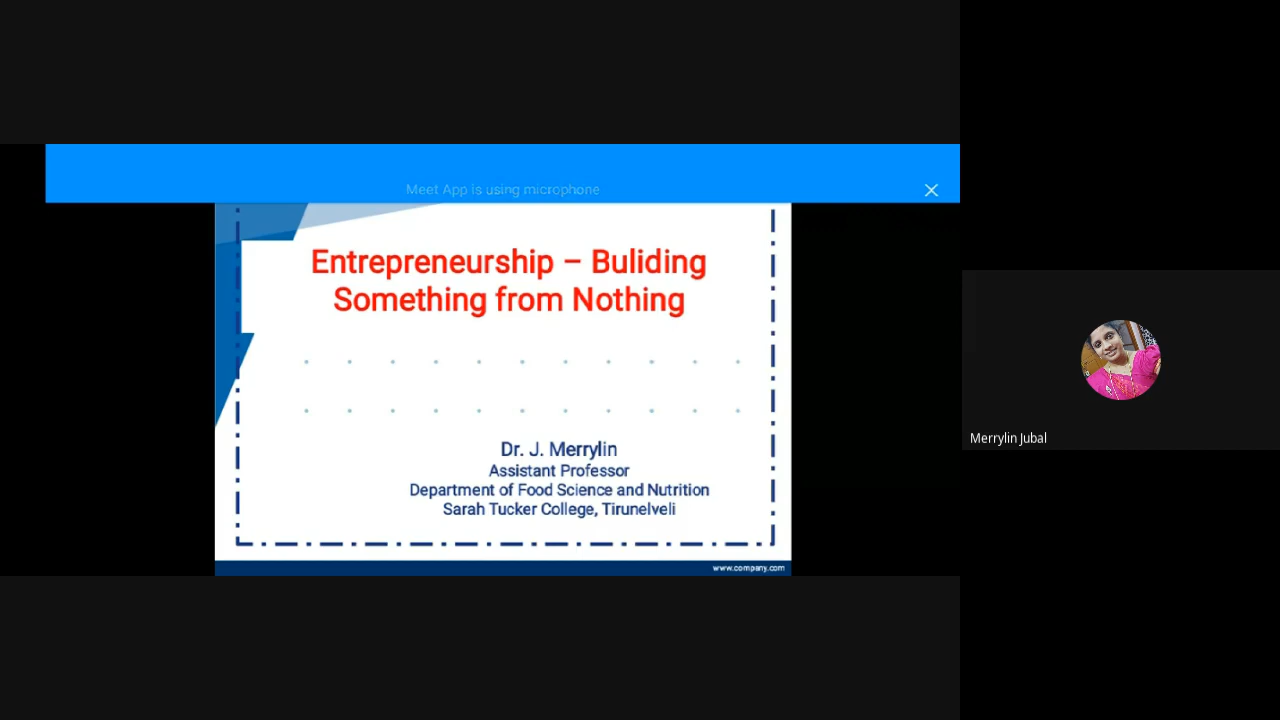 Meet App is using microphone
Entrepreneurship – Buliding
Something from Nothing
Dr. J. Merrylin
Assistant Professor
Department of Food Science and Nutrition
Sarah Tucker College, Tirunelveli
www.company.com
Merrylin Jubal